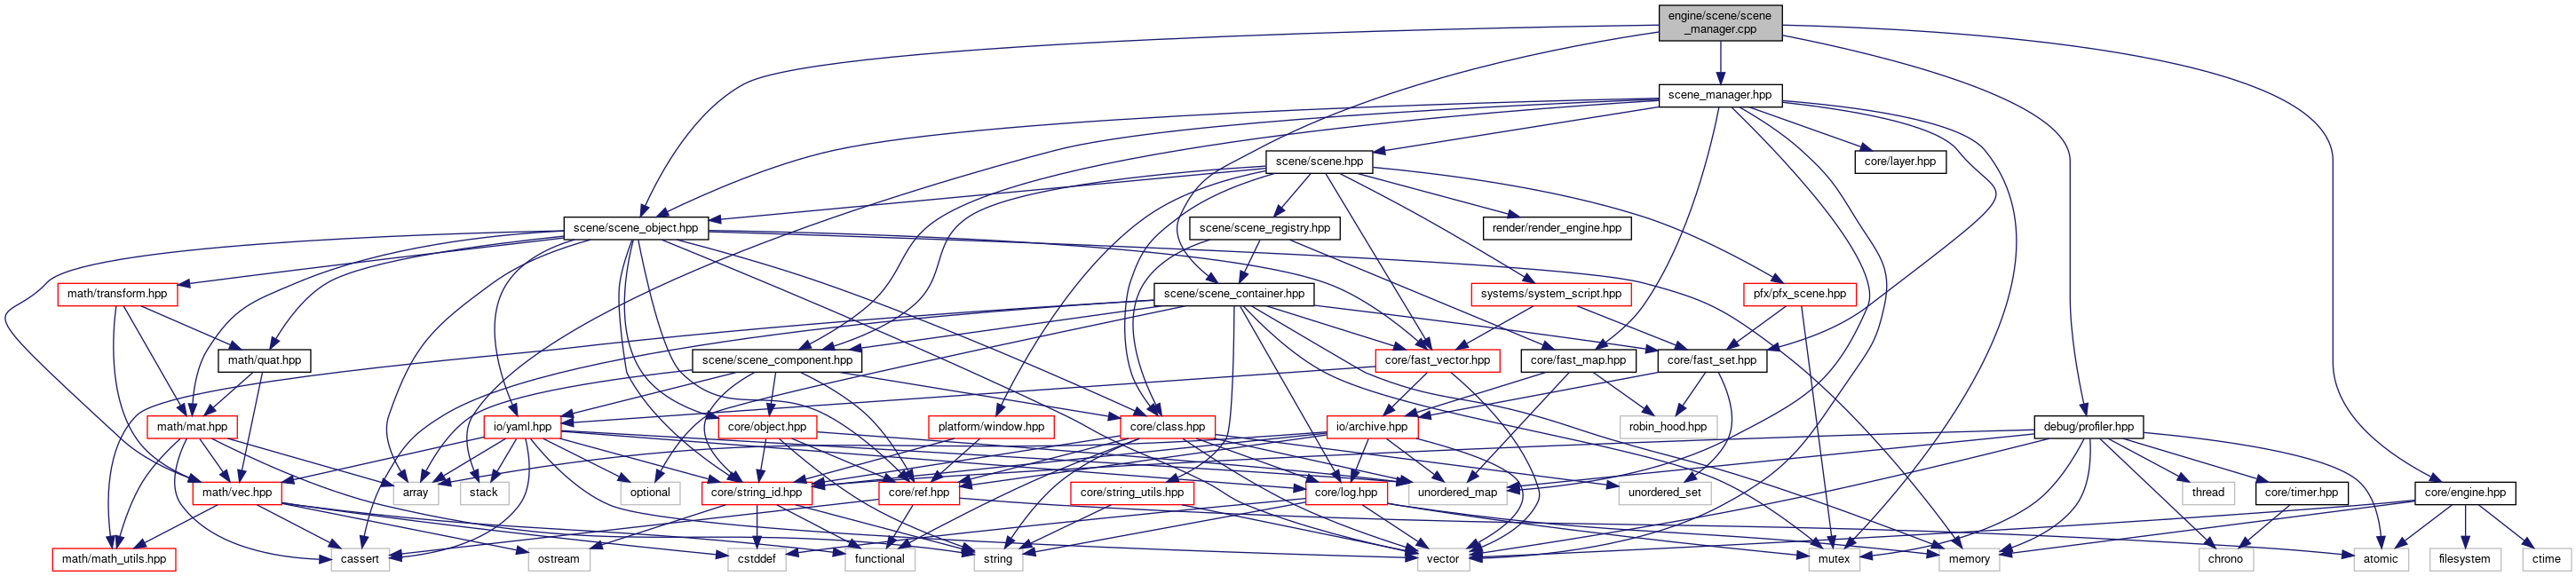 engine/scene/scene
_manager.cpp
scene_manager.hpp
scene/scene.hpp
core/layer.hpp
scene/scene_object.hpp
scene/scene_registry.hpp
render/render_engine.hpp
math/transform.hpp
scene/scene_container.hpp
systems/system_script.hpp
pfx/pfx_scene.hpp
math/quat.hpp
scene/scene_component.hpp
core/fast_vector.hpp
core/fast_map.hpp
core/fast_set.hpp
math/mat.hpp
io/yaml.hpp
core/object.hpp
platform/window.hpp
core/class.hpp
io/archive.hpp
robin_hood.hpp
debug/profiler.hpp
math/vec.hpp
array
stack
optional
core/string_id.hpp
core/ref.hpp
core/string_utils.hpp
core/log.hpp
unordered_map
unordered_set
thread
core/timer.hpp
core/engine.hpp
math/math_utils.hpp
cassert
ostream
cstddef
functional
string
vector
mutex
memory
chrono
atomic
filesystem
ctime